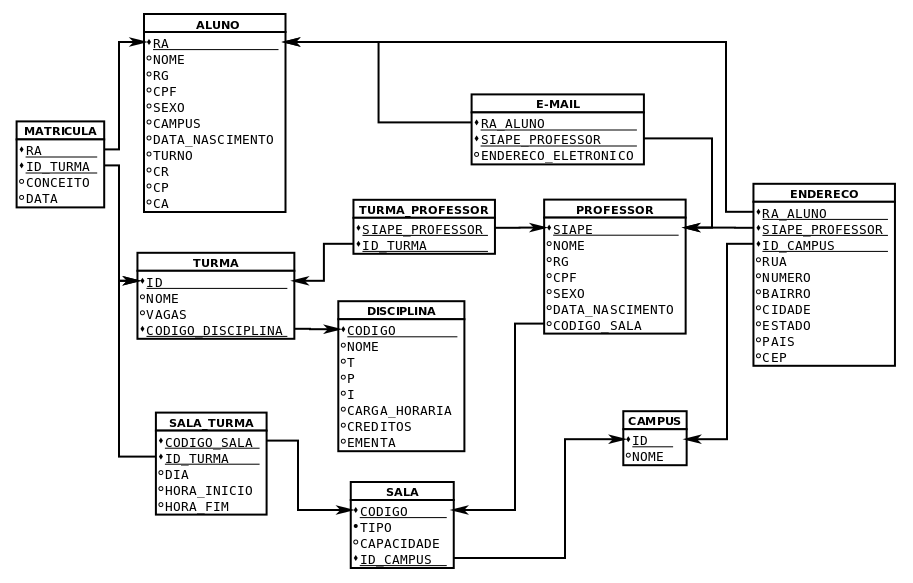 ALUNO
RA
NOME
RG
CPF
SEXO
CAMPUS
DATA_NASCIMENTO
TURNO
CR
CP
CA
E-MAIL
RA_ALUNO
SIAPE_PROFESSOR
ENDERECO_ELETRONICO
MATRICULA
RA
ID_TURMA
CONCEITO
DATA
ENDERECO
RA_ALUNO
SIAPE_PROFESSOR
ID_CAMPUS
RUA
NUMERO
BAIRRO
CIDADE
ESTADO
PAIS
CEP
TURMA_PROFESSOR
SIAPE_PROFESSOR
ID_TURMA
PROFESSOR
SIAPE
NOME
RG
CPF
SEXO
DATA_NASCIMENTO
CODIGO_SALA
TURMA
ID
NOME
VAGAS
CODIGO_DISCIPLINA
DISCIPLINA
CODIGO
NOME
T
P
I
CARGA_HORARIA
CREDITOS
EMENTA
SALA_TURMA
CODIGO_SALA
ID_TURMA
DIA
HORA_INICIO
HORA_FIM
CAMPUS
ID
NOME
SALA
CODIGO
TIPO
CAPACIDADE
ID_CAMPUS